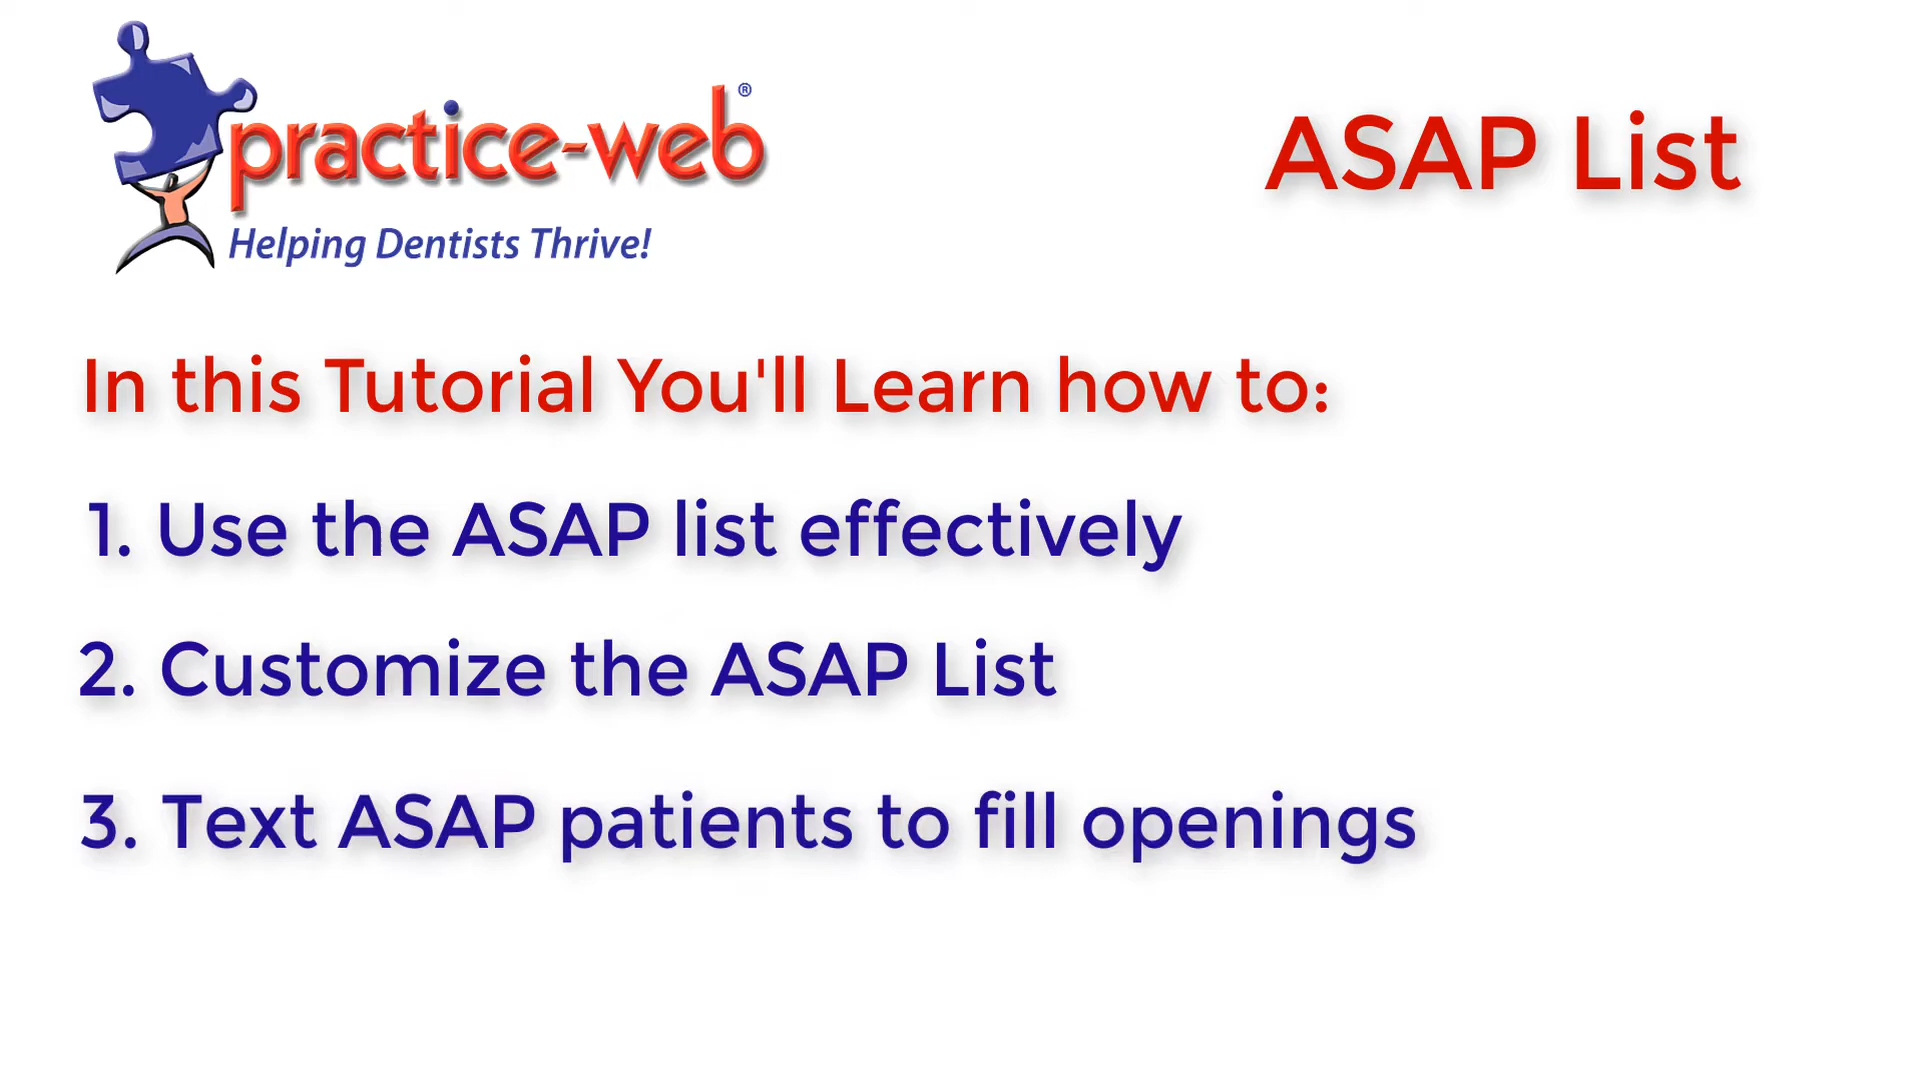 practice-web®
Helping Dentists Thrive!
ASAP List
In this Tutorial You'll Learn how to:
1. Use the ASAP list effectively
2. Customize the ASAP List
3. Text ASAP patients to fill openings